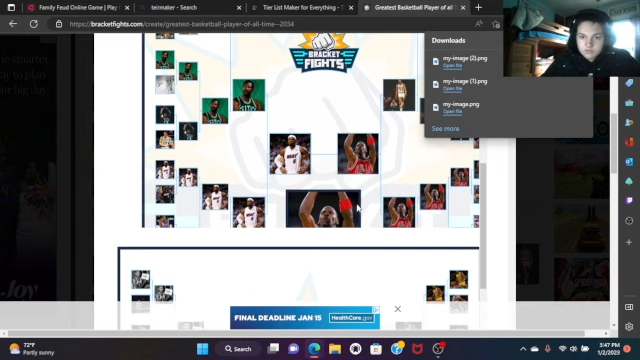 Family Feud Online Game | Play
teirmaker - Search
Tier List Maker for Everything - T
Greatest Basketball Player of all
https://bracketfights.com/create/greatest-basketball-player-of-all-time--2034
Downloads
my-image (2).png
Open file
my-image (1).png
Open file
my-image.png
Open file
See more
BRACKET
FIGHTS
FINAL DEADLINE JAN 15
HealthCare.gov
72°F
Partly sunny
Search
3:47 PM
1/2/2023